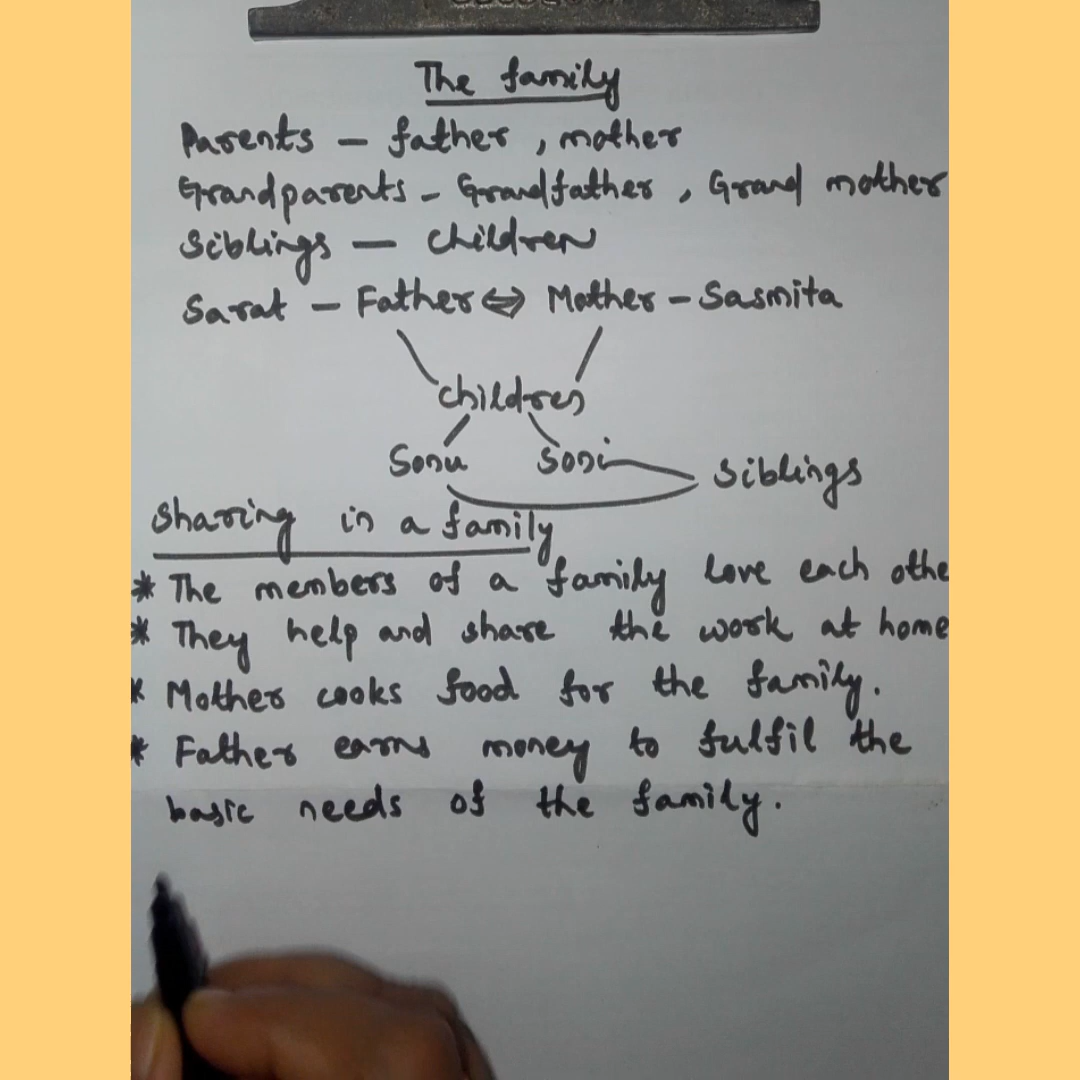 The family
Parents - father, mother
Grandparents - Grandfather, Grand mother
Siblings - children
Sarat - Father ⇔ Mother - Sasmita
children
Sonu Soni
Siblings
Sharing in a family
* The members of a family love each othe
* They help and share the work at home
* Mother cooks food for the family.
* Father earns money to fulfil the
basic needs of the family.